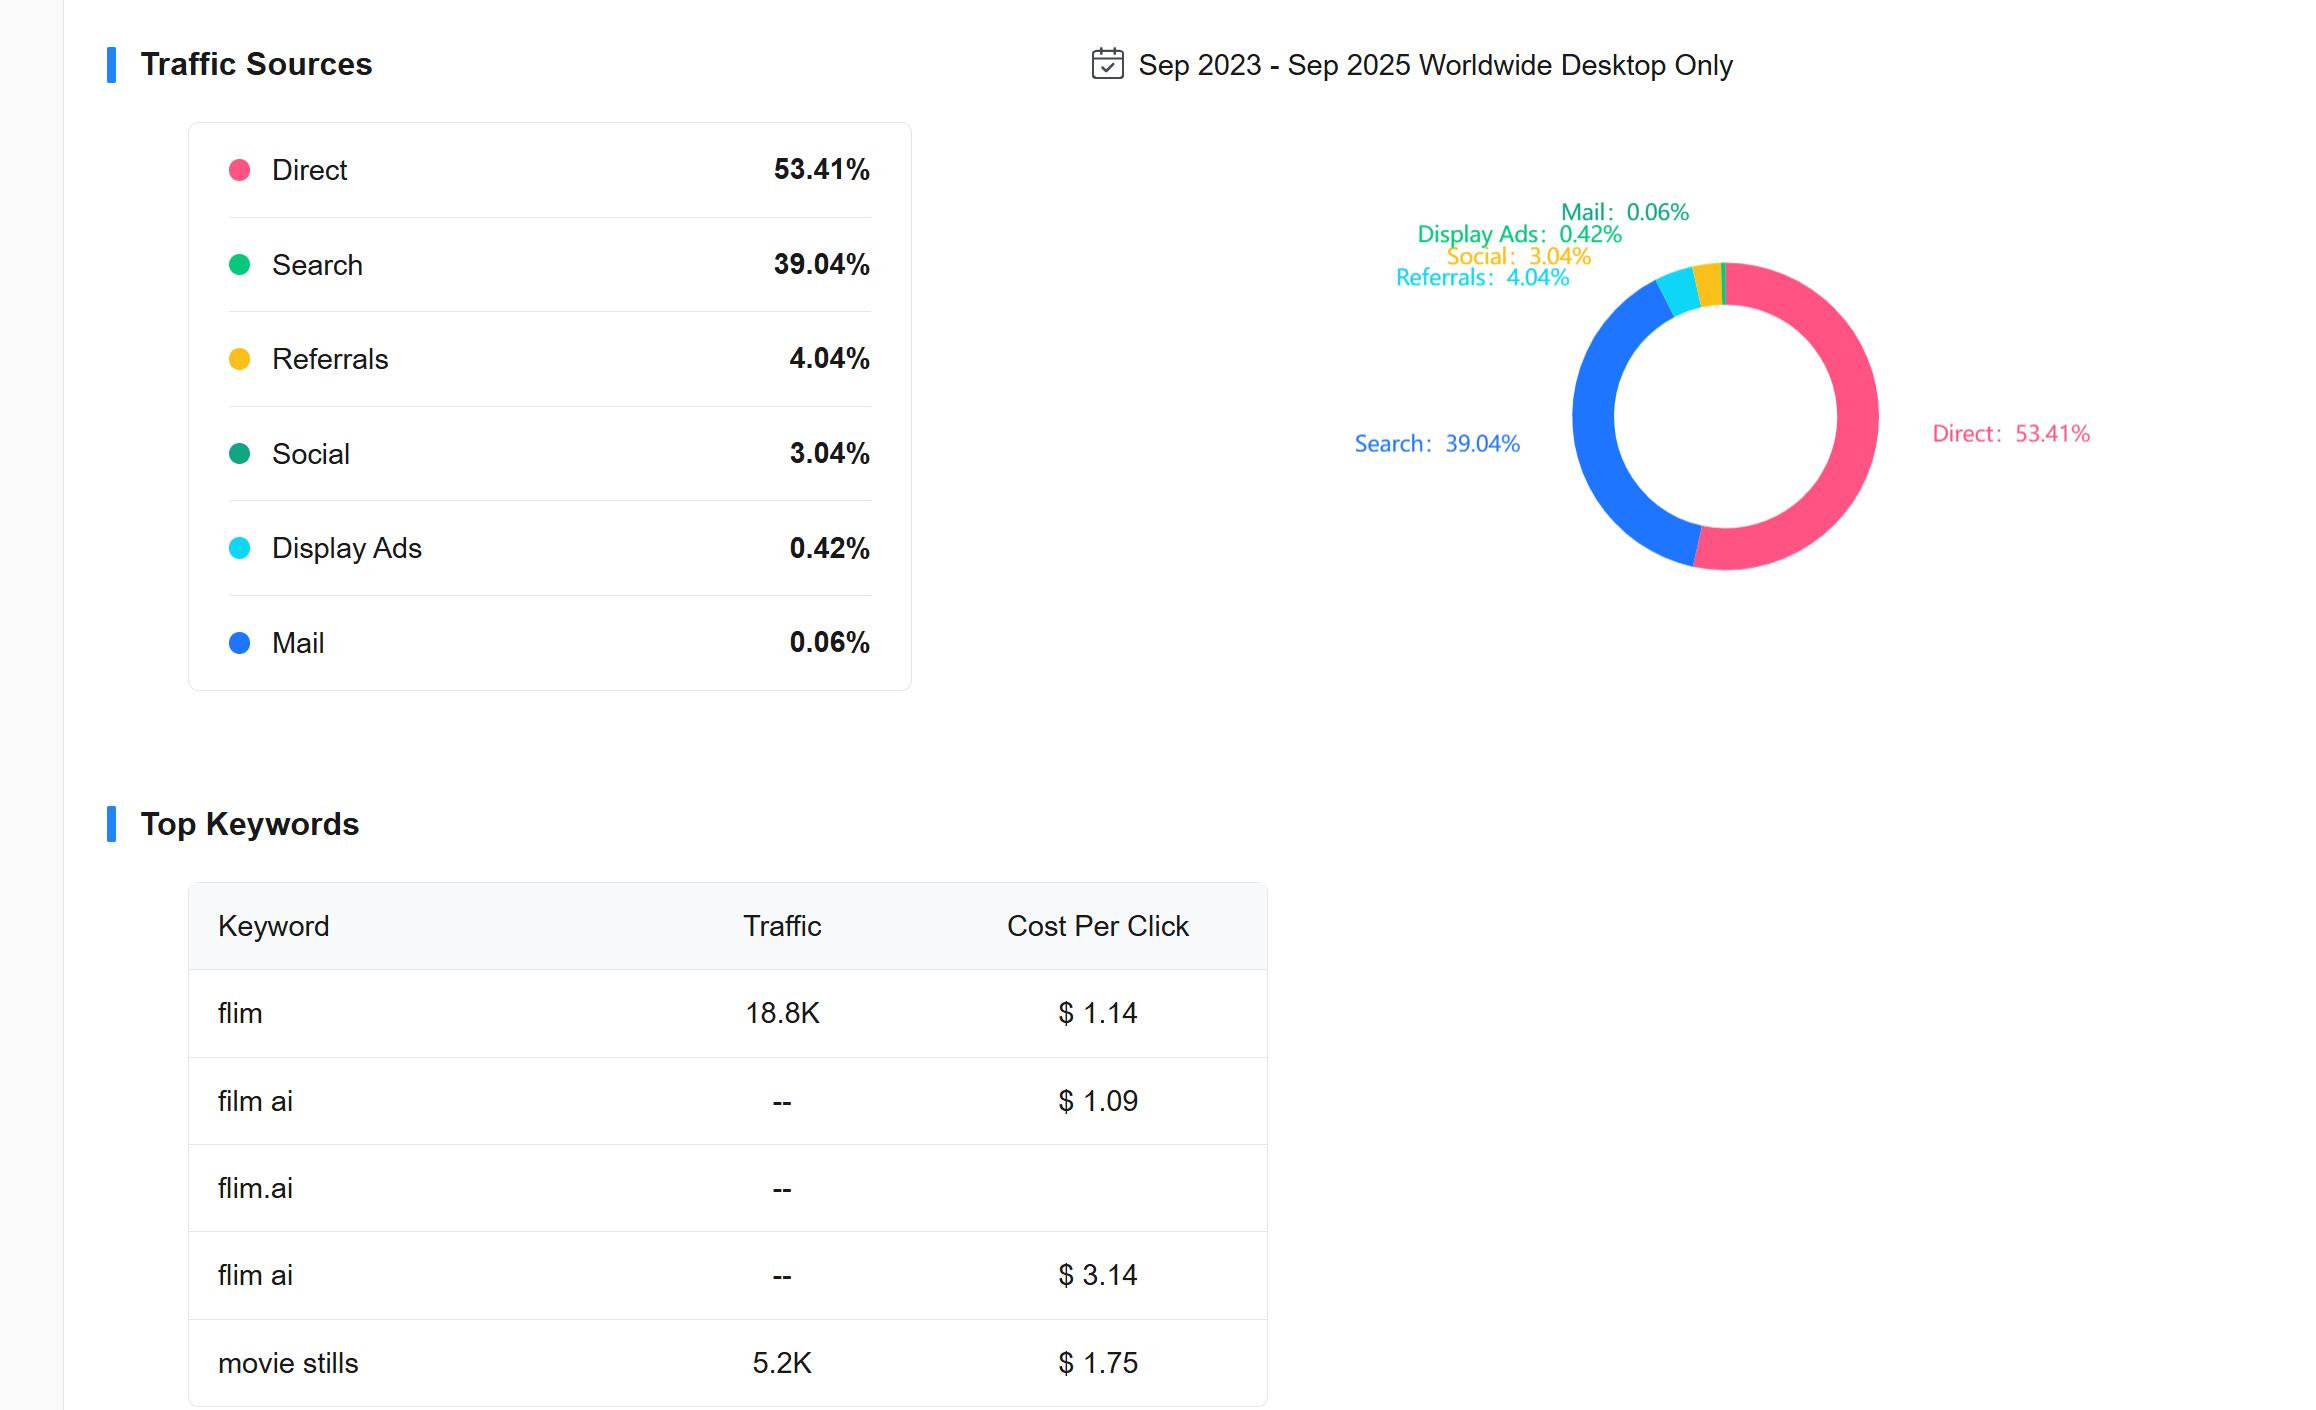 Traffic Sources
Sep 2023 - Sep 2025 Worldwide Desktop Only
Direct 53.41%
Search 39.04%
Referrals 4.04%
Social 3.04%
Display Ads 0.42%
Mail 0.06%
Mail: 0.06%
Display Ads: 0.42%
Social: 3.04%
Referrals: 4.04%
Search: 39.04%
Direct: 53.41%
Top Keywords
Keyword Traffic Cost Per Click
flim 18.8K $ 1.14
film ai -- $ 1.09
flim.ai --
flim ai -- $ 3.14
movie stills 5.2K $ 1.75